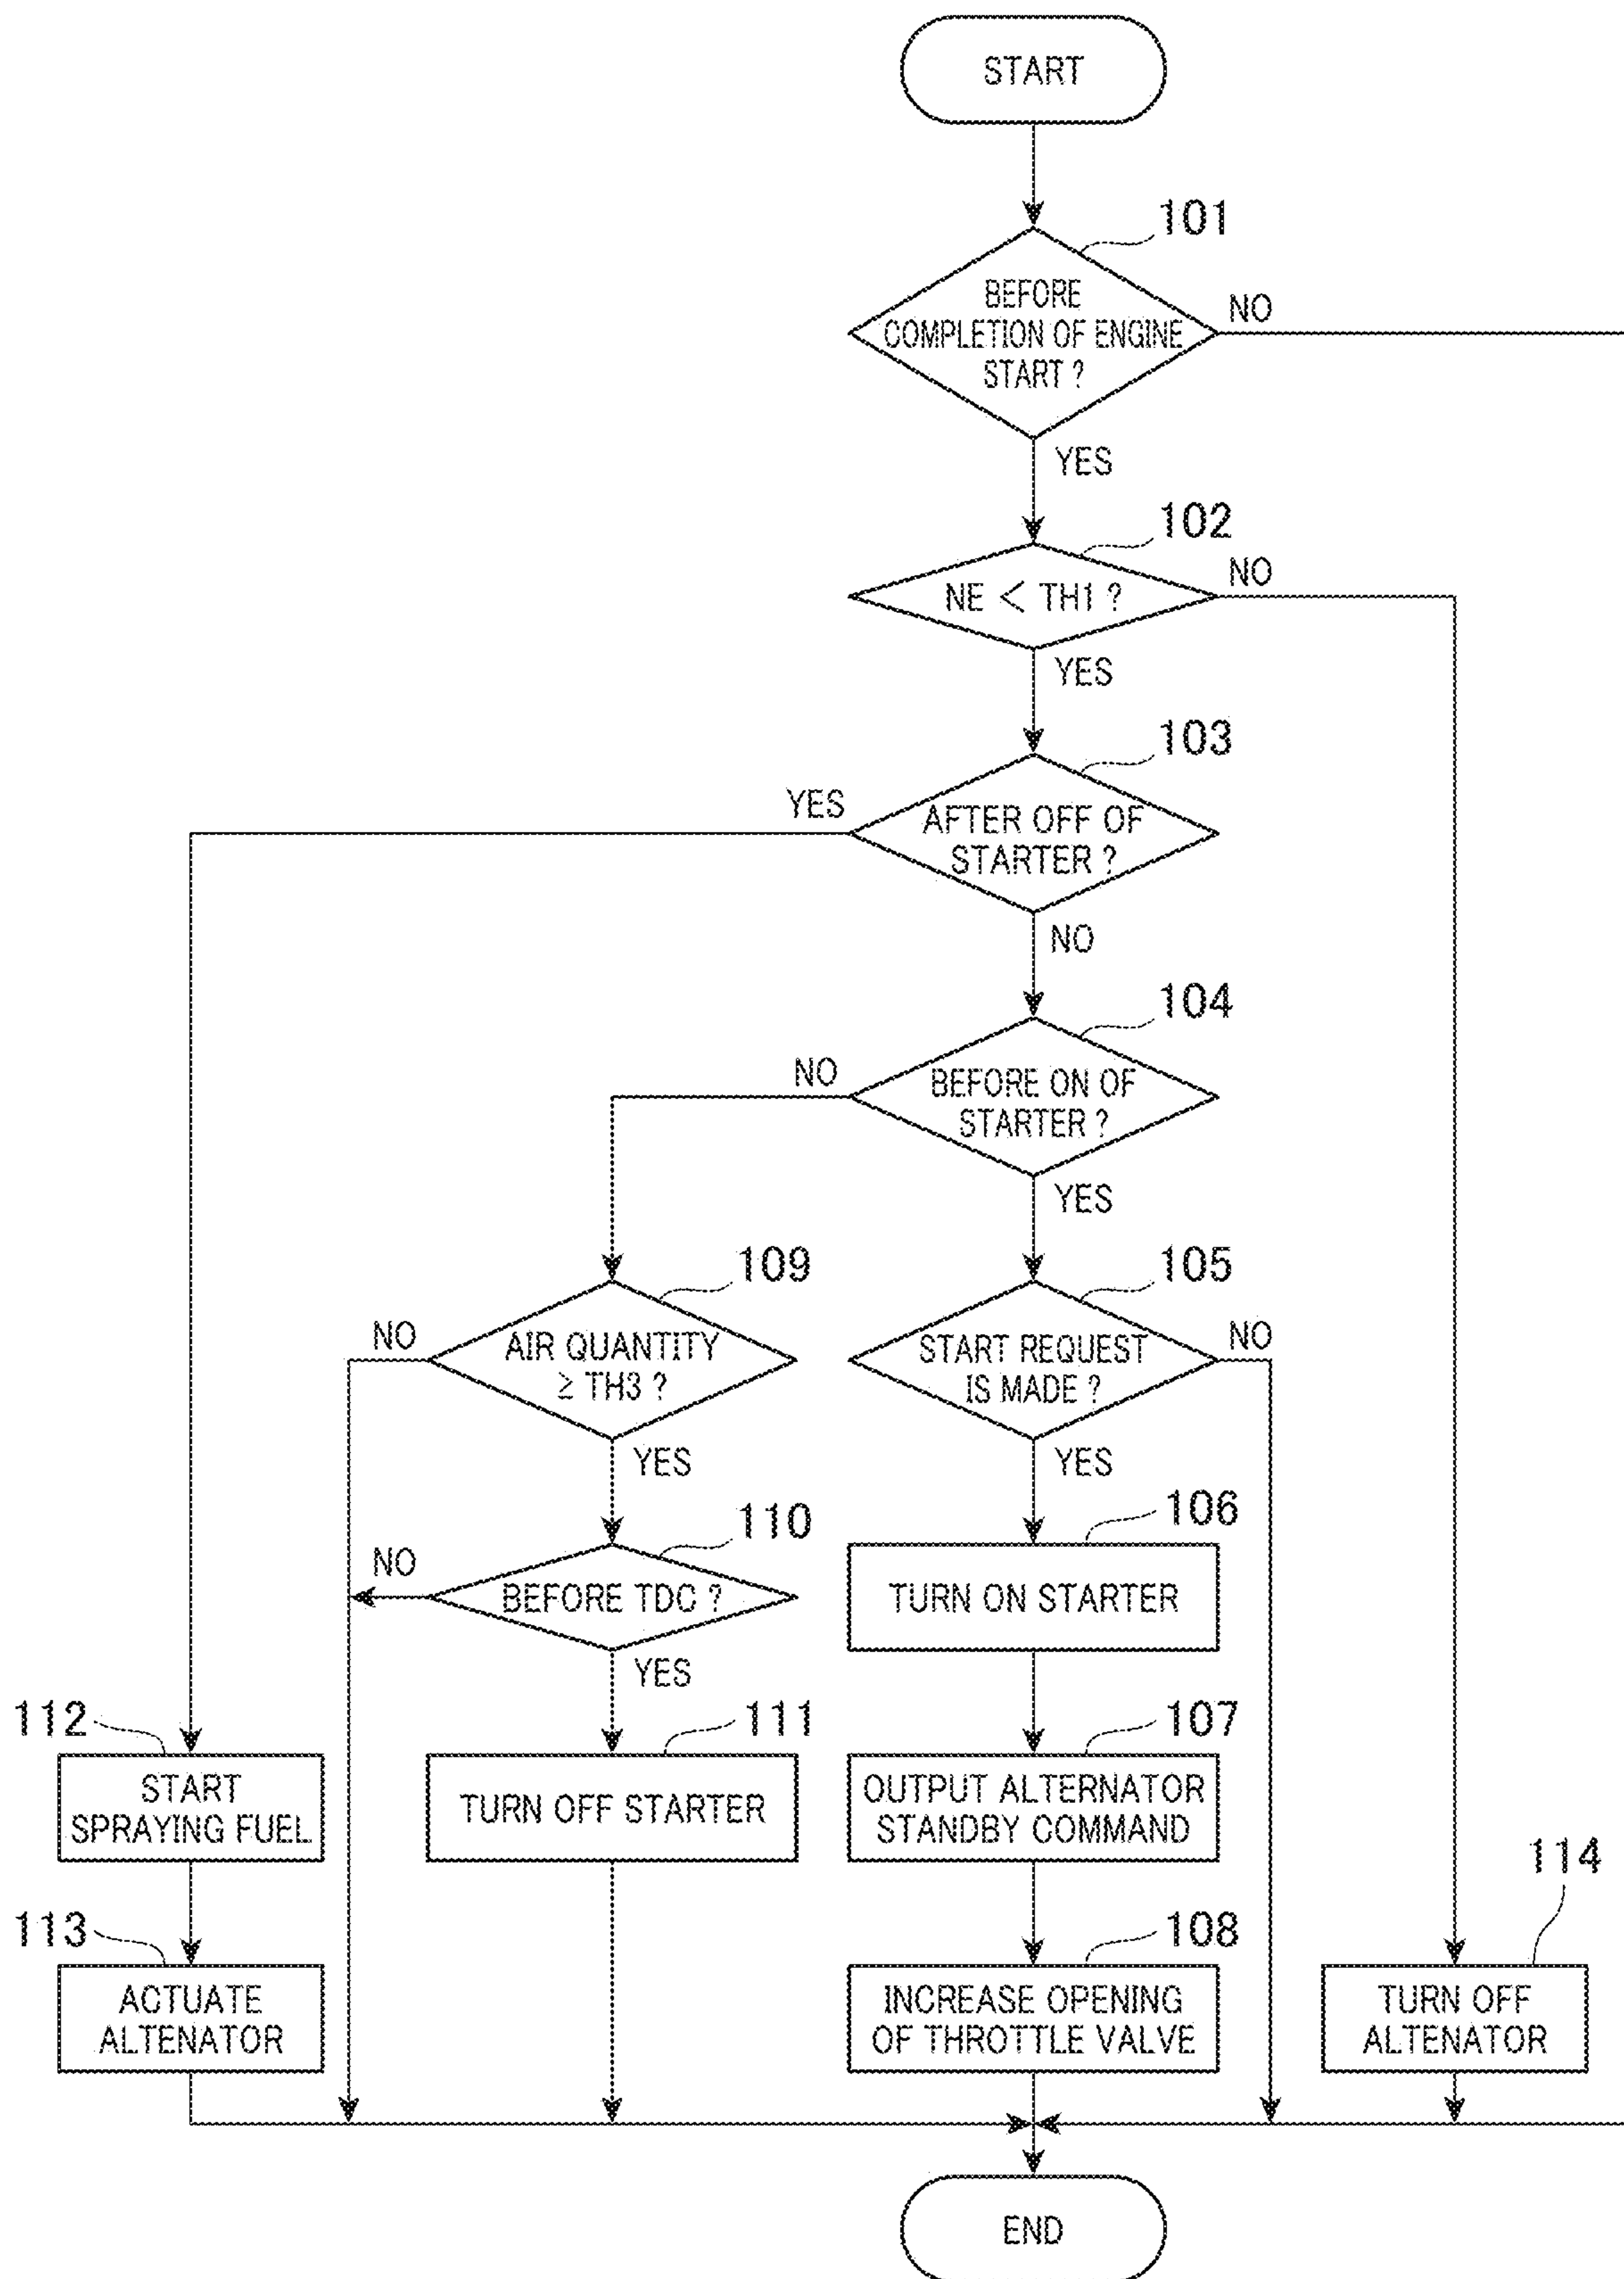 START
101
BEFORE
COMPLETION OF ENGINE
START ?
NO
YES
102
NE < TH1 ?
NO
YES
103
YES
AFTER OFF OF
STARTER ?
NO
104
NO
BEFORE ON OF
STARTER ?
YES
109
105
NO
AIR QUANTITY
≥ TH3 ?
START REQUEST
IS MADE ?
NO
YES
YES
110
106
NO
BEFORE TDC ?
TURN ON STARTER
YES
112
111
107
START
SPRAYING FUEL
TURN OFF STARTER
OUTPUT ALTERNATOR
STANDBY COMMAND
114
113
108
ACTUATE
ALTENATOR
INCREASE OPENING
OF THROTTLE VALVE
TURN OFF
ALTENATOR
END